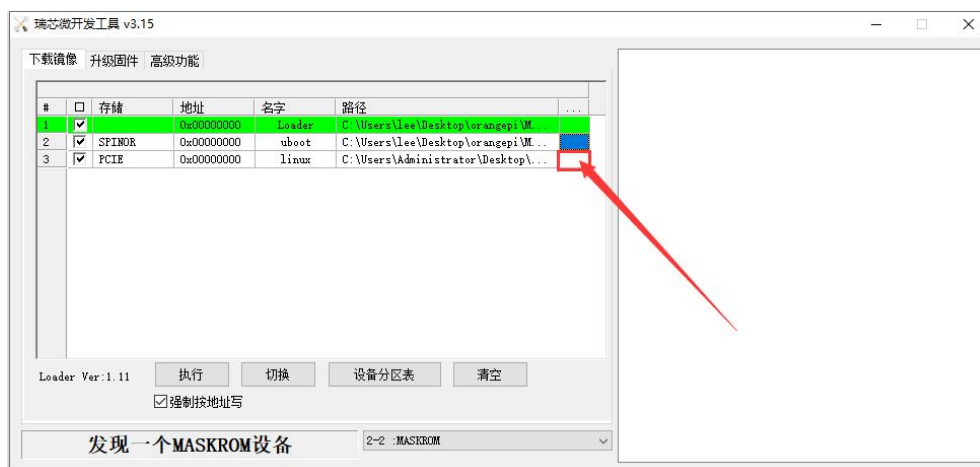 瑞芯微开发工具 v3.15
下载镜像 升级固件 高级功能
# 存储 地址 名字 路径 ...
1 0x00000000 Loader C:\Users\lee\Desktop\orangepi\M...
2 SPINOR 0x00000000 uboot C:\Users\lee\Desktop\orangepi\M...
3 PCIE 0x00000000 linux C:\Users\Administrator\Desktop\...
Loader Ver:1.11 执行 切换 设备分区表 清空
强制按地址写
发现一个MASKROM设备 2-2 :MASKROM